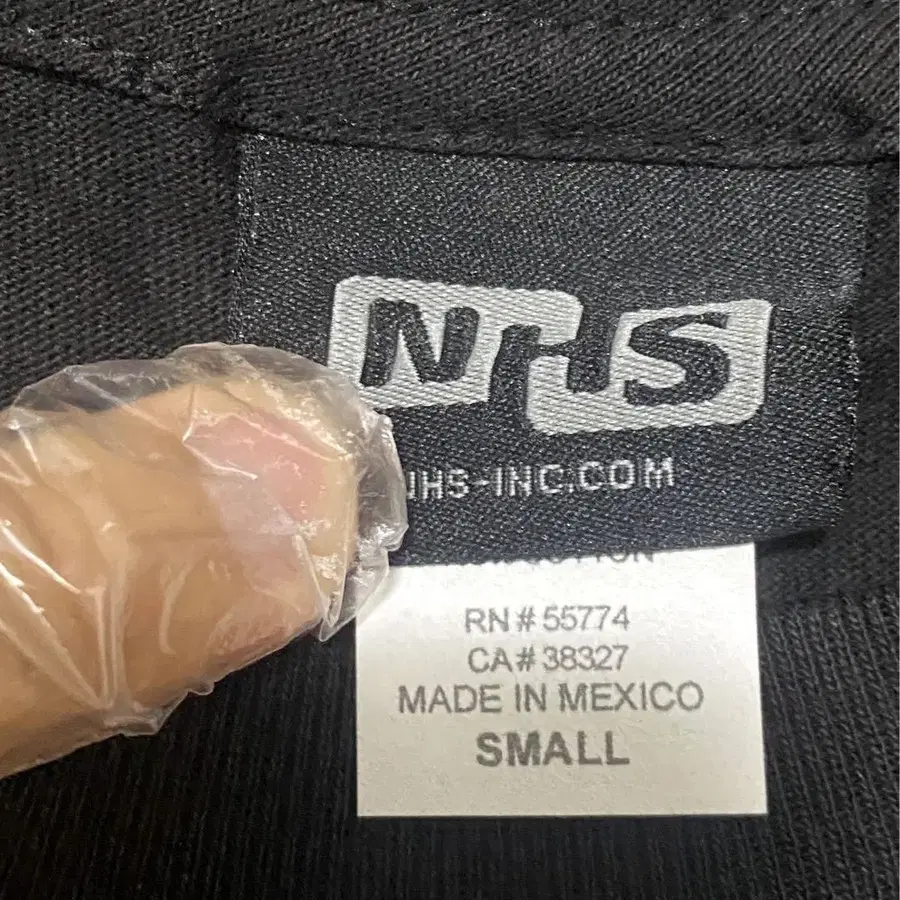 NHS
NHS-INC.COM
RN # 55774
CA# 38327
MADE IN MEXICO
SMALL